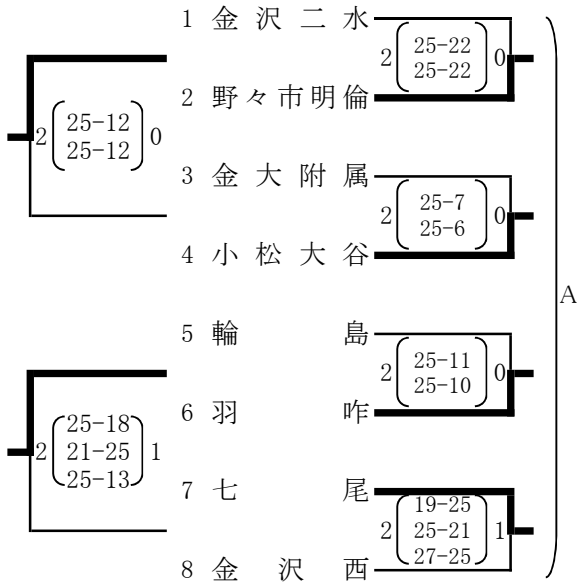 1 金沢二水
2 25-22 0
25-22
2 野々市明倫
2 25-12 0
25-12
3 金大附属
2 25-7 0
25-6
4 小松大谷
A
5 輪島
2 25-11 0
25-10
6 羽咋
2 25-18 1
21-25
25-13
7 七尾
2 19-25 1
25-21
27-25
8 金沢西